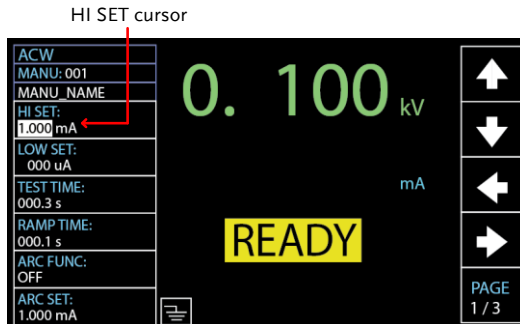 HI SET cursor
ACW
MANU: 001
MANU_NAME
HI SET:
1.000 mA
LOW SET:
000 uA
TEST TIME:
000.3 s
RAMP TIME:
000.1 s
ARC FUNC:
OFF
ARC SET:
1.000 mA
0. 100 kV
mA
READY
PAGE
1 / 3